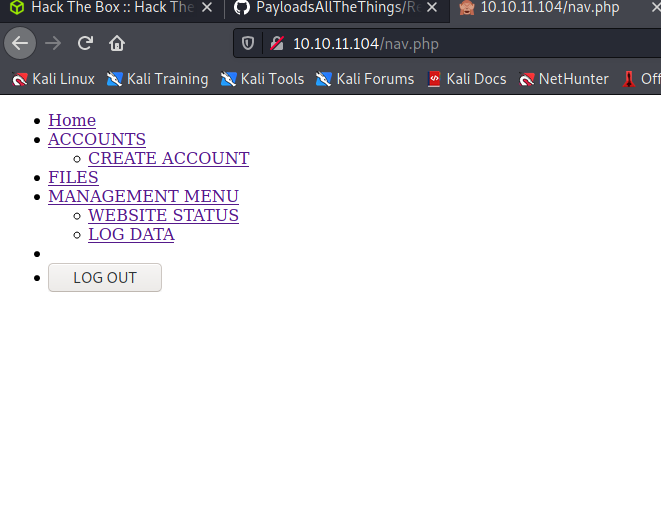 Hack The Box :: Hack The
PayloadsAllTheThings/Re
10.10.11.104/nav.php
10.10.11.104/nav.php
Kali Linux Kali Training Kali Tools Kali Forums Kali Docs NetHunter Off
Home
ACCOUNTS
CREATE ACCOUNT
FILES
MANAGEMENT MENU
WEBSITE STATUS
LOG DATA
LOG OUT